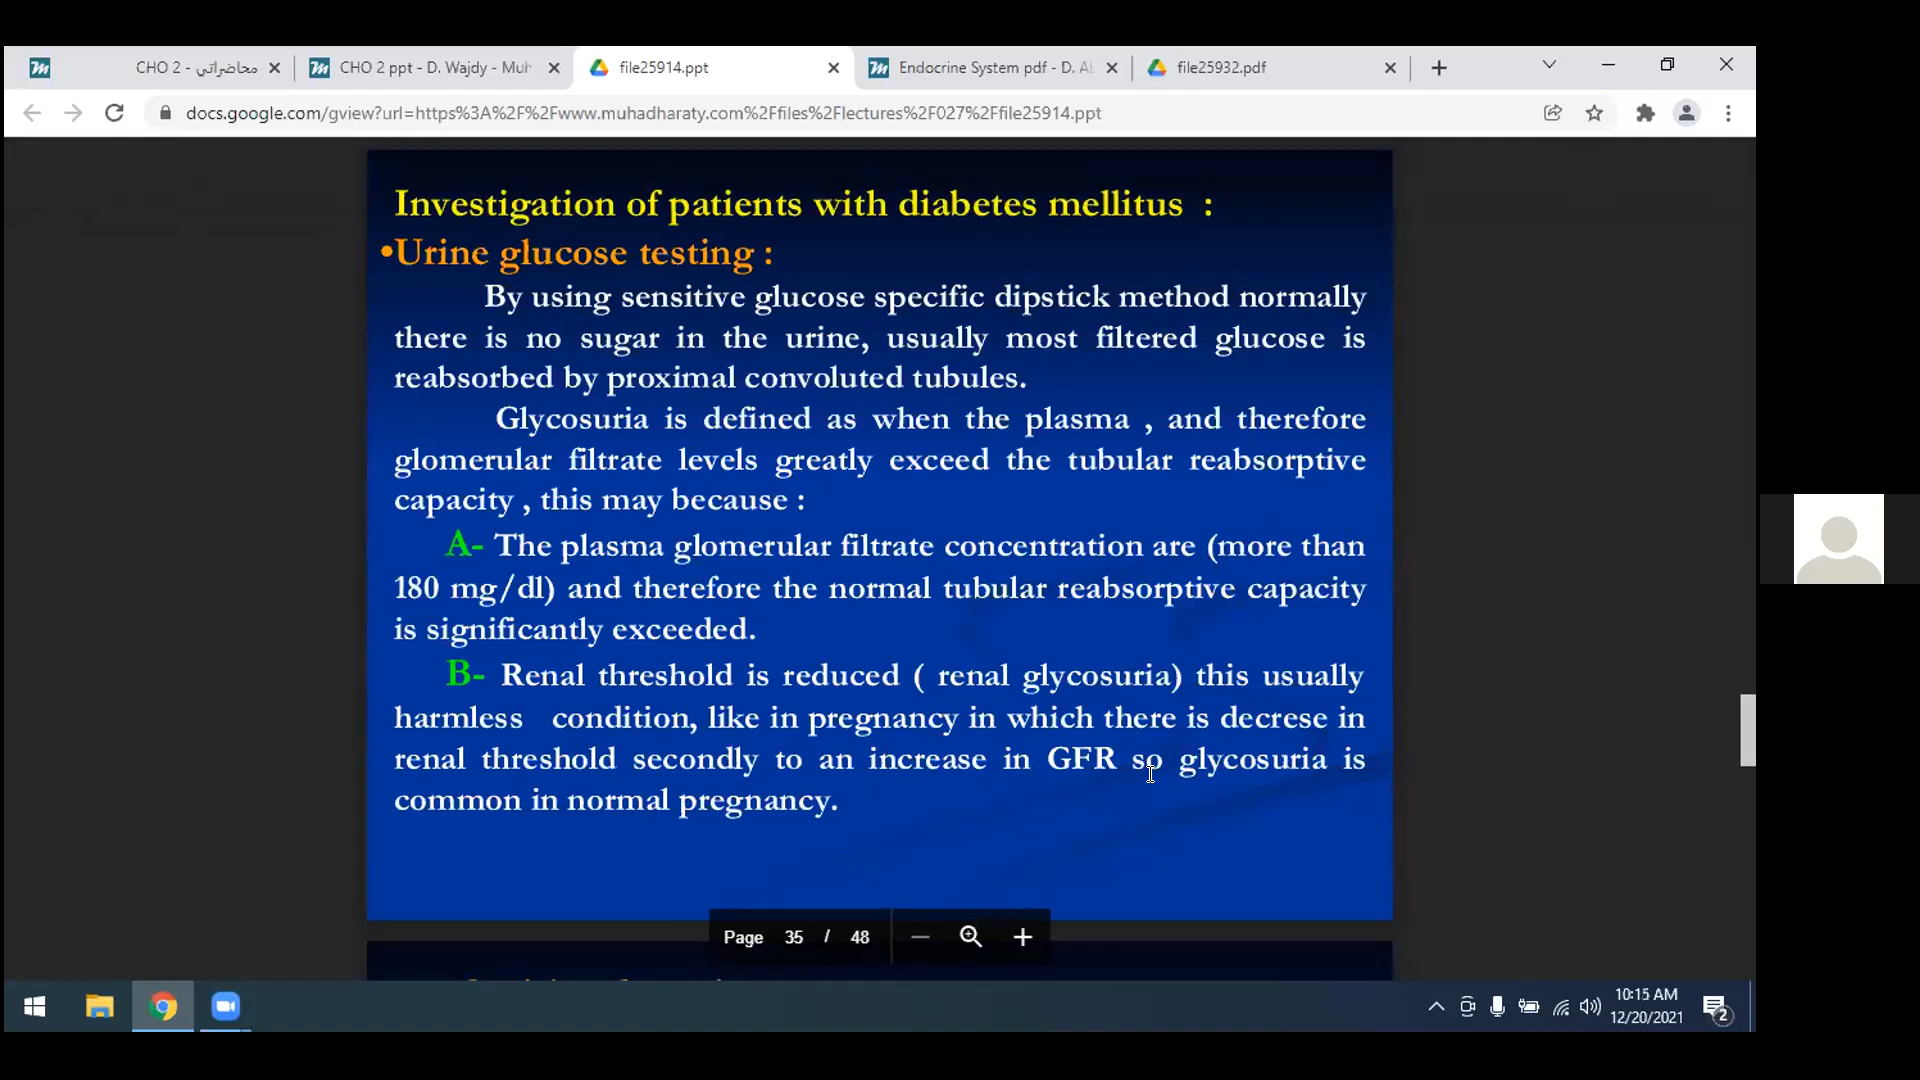 CHO 2 - محاضراتي
CHO 2 ppt - D. Wajdy - Muh
file25914.ppt
Endocrine System pdf - D. Al
file25932.pdf
docs.google.com/gview?url=https%3A%2F%2Fwww.muhadharaty.com%2Ffiles%2Flectures%2F027%2Ffile25914.ppt
Investigation of patients with diabetes mellitus :
•Urine glucose testing :
By using sensitive glucose specific dipstick method normally
there is no sugar in the urine, usually most filtered glucose is
reabsorbed by proximal convoluted tubules.
Glycosuria is defined as when the plasma , and therefore
glomerular filtrate levels greatly exceed the tubular reabsorptive
capacity , this may because :
A- The plasma glomerular filtrate concentration are (more than
180 mg/dl) and therefore the normal tubular reabsorptive capacity
is significantly exceeded.
B- Renal threshold is reduced ( renal glycosuria) this usually
harmless condition, like in pregnancy in which there is decrese in
renal threshold secondly to an increase in GFR so glycosuria is
common in normal pregnancy.
Page 35 / 48
10:15 AM
12/20/2021
2